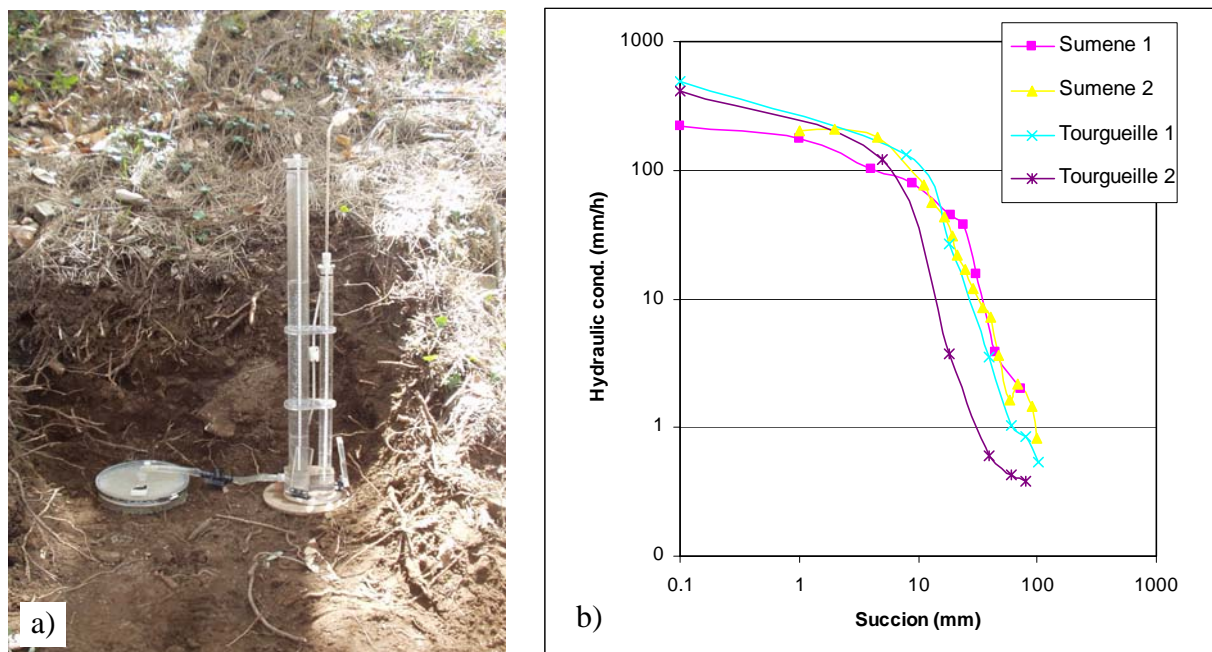 a)
1000
100
10
1
0
Hydraulic cond. (mm/h)
0.1 1 10 100 1000
Succion (mm)
Sumene 1
Sumene 2
Tourgueille 1
Tourgueille 2
b)